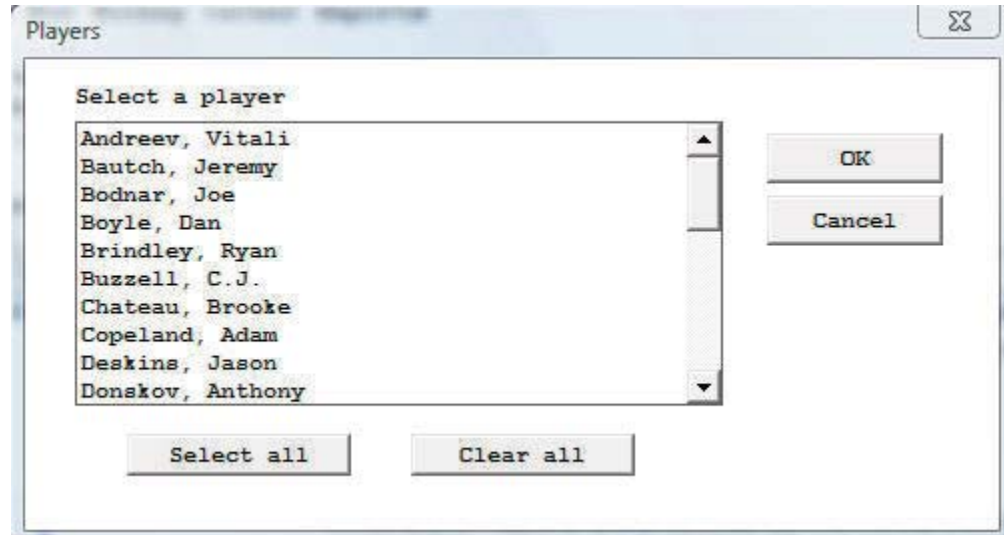 Players
Select a player
Andreev, Vitali
Bautch, Jeremy
Bodnar, Joe
Boyle, Dan
Brindley, Ryan
Buzzell, C.J.
Chateau, Brooke
Copeland, Adam
Deskins, Jason
Donskov, Anthony
OK
Cancel
Select all
Clear all